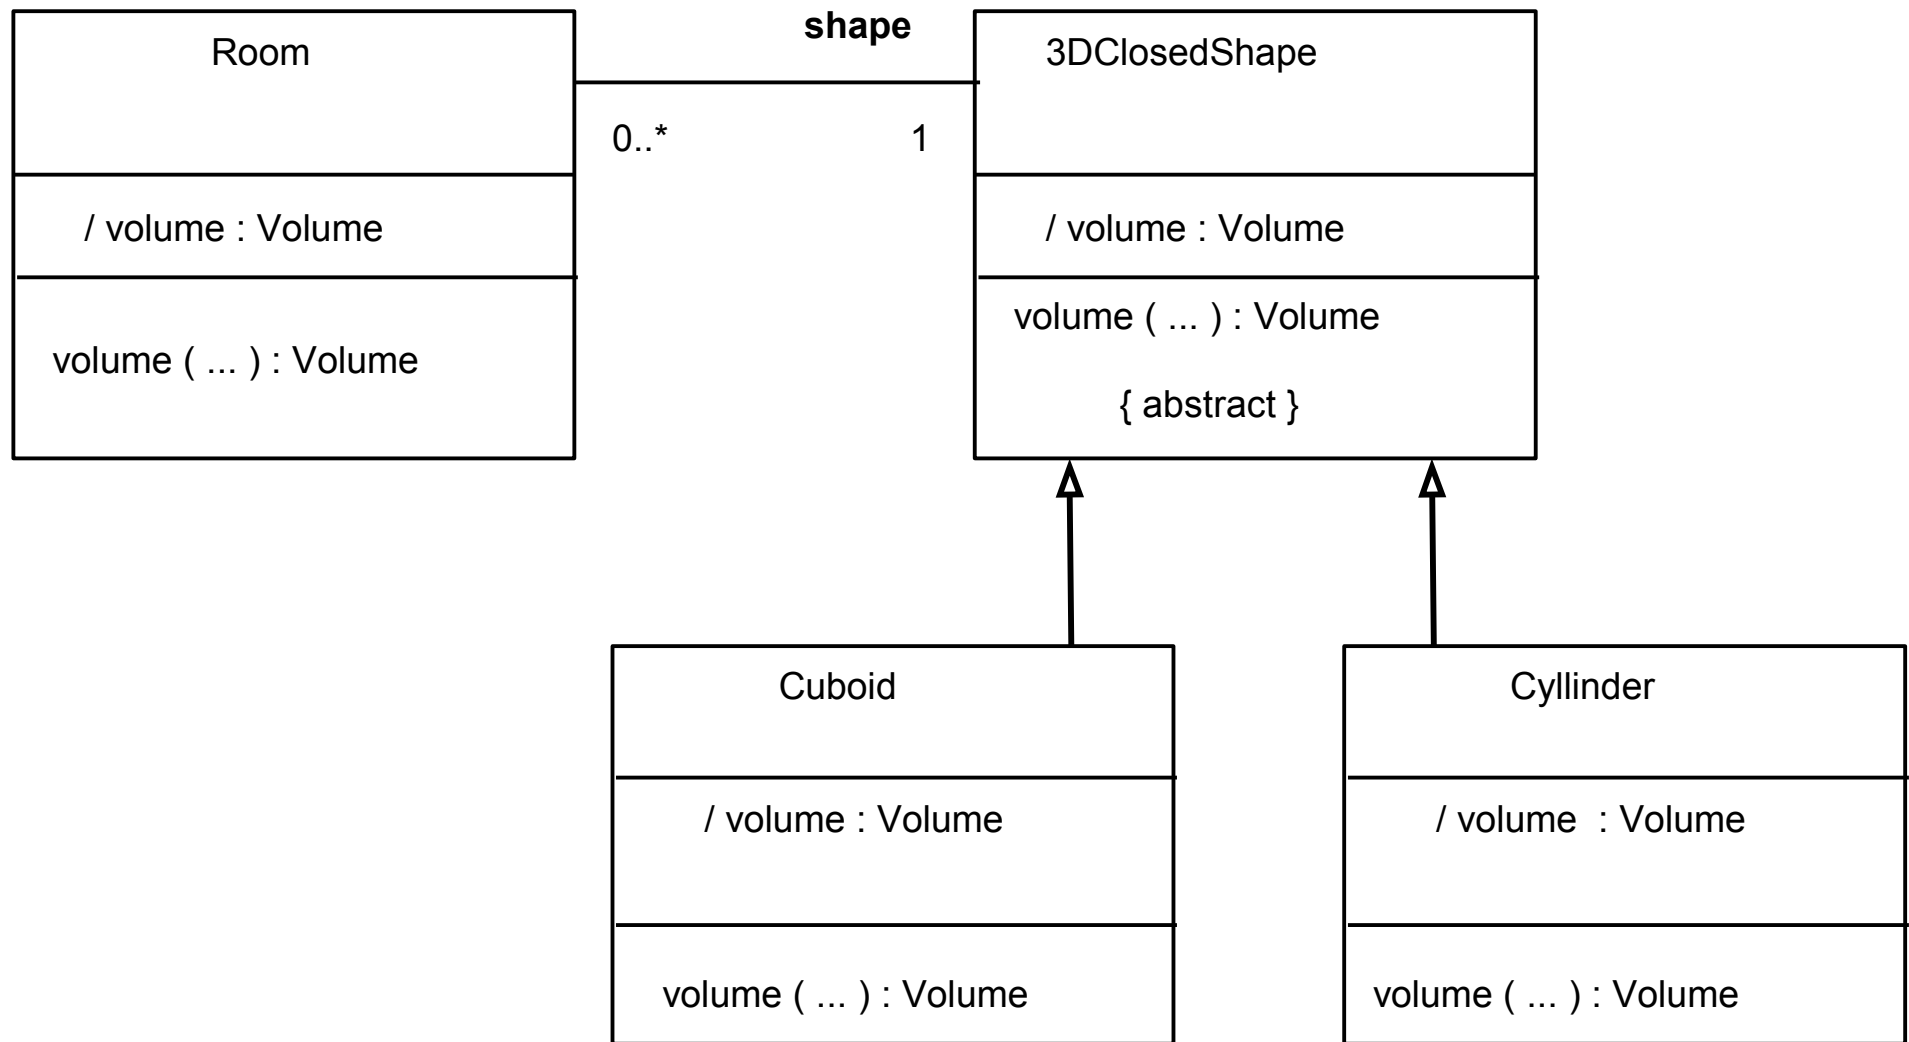 Room
shape
3DClosedShape
0..*
1
/ volume : Volume
/ volume : Volume
volume ( ... ) : Volume
volume ( ... ) : Volume
{ abstract }
Cuboid
Cyllinder
/ volume : Volume
/ volume : Volume
volume ( ... ) : Volume
volume ( ... ) : Volume